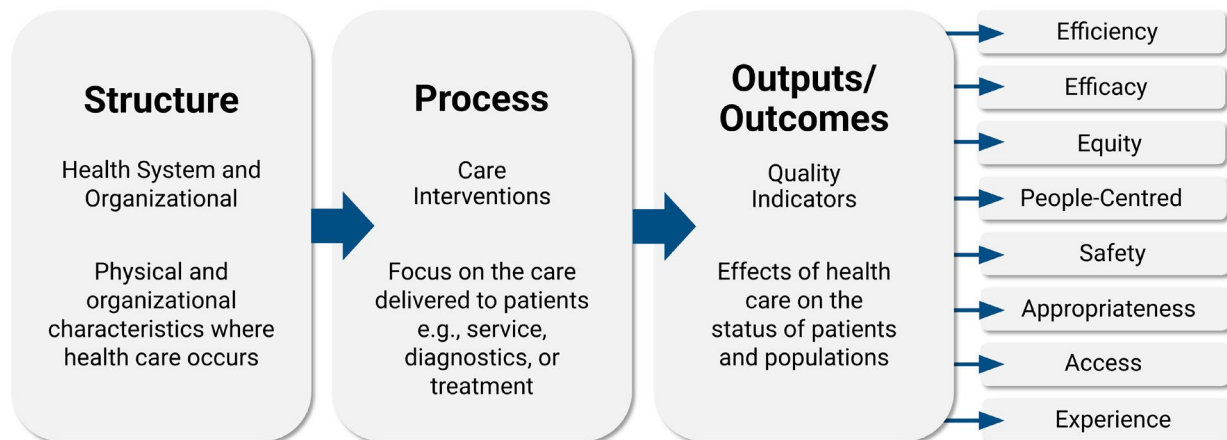 Structure
Health System and
Organizational
Physical and
organizational
characteristics where
health care occurs
Process
Care
Interventions
Focus on the care
delivered to patients
e.g., service,
diagnostics, or
treatment
Outputs/
Outcomes
Quality
Indicators
Effects of health
care on the
status of patients
and populations
Efficiency
Efficacy
Equity
People-Centred
Safety
Appropriateness
Access
Experience